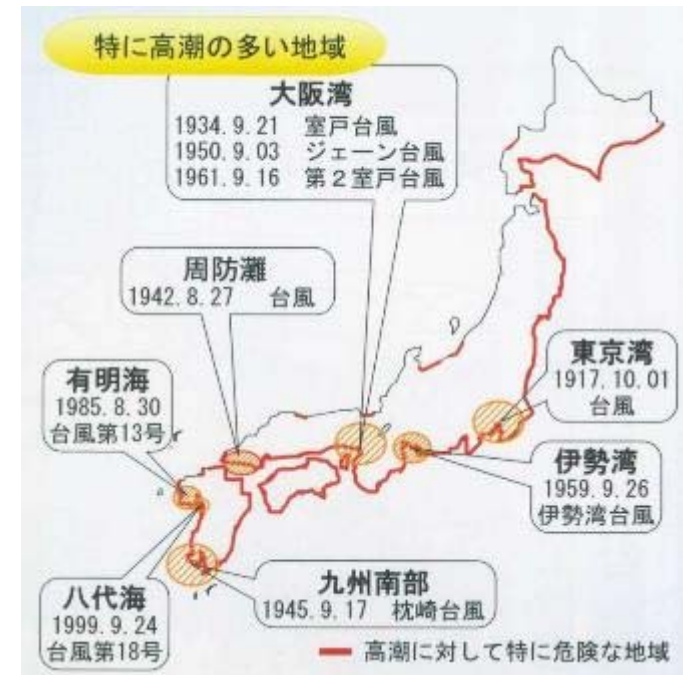 特に高潮の多い地域
大阪湾
1934.9.21 室戸台風
1950.9.03 ジェーン台風
1961.9.16 第2室戸台風
周防灘
1942.8.27 台風
有明海
1985.8.30
台風第13号
東京湾
1917.10.01
台風
伊勢湾
1959.9.26
伊勢湾台風
八代海
1999.9.24
台風第18号
九州南部
1945.9.17 枕崎台風
高潮に対して特に危険な地域